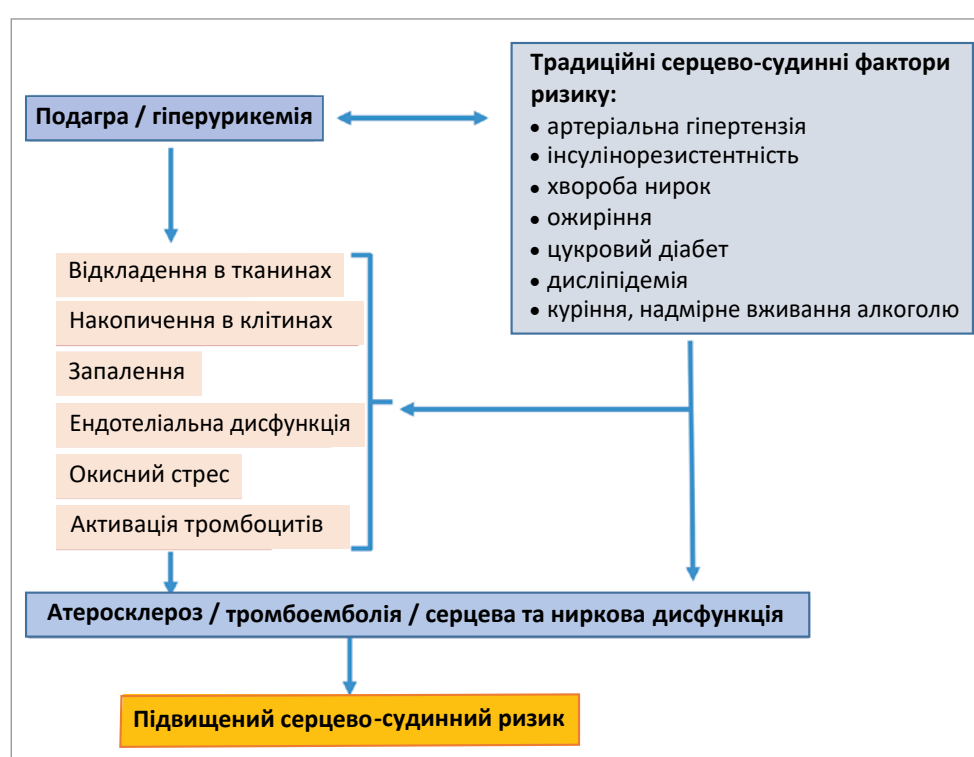 Подагра / гіперурикемія
Традиційні серцево-судинні фактори
ризику:
• артеріальна гіпертензія
• інсулінорезистентність
• хвороба нирок
• ожиріння
• цукровий діабет
• дисліпідемія
• куріння, надмірне вживання алкоголю
Відкладення в тканинах
Накопичення в клітинах
Запалення
Ендотеліальна дисфункція
Окисний стрес
Активація тромбоцитів
Атеросклероз / тромбоемболія / серцева та ниркова дисфункція
Підвищений серцево-судинний ризик